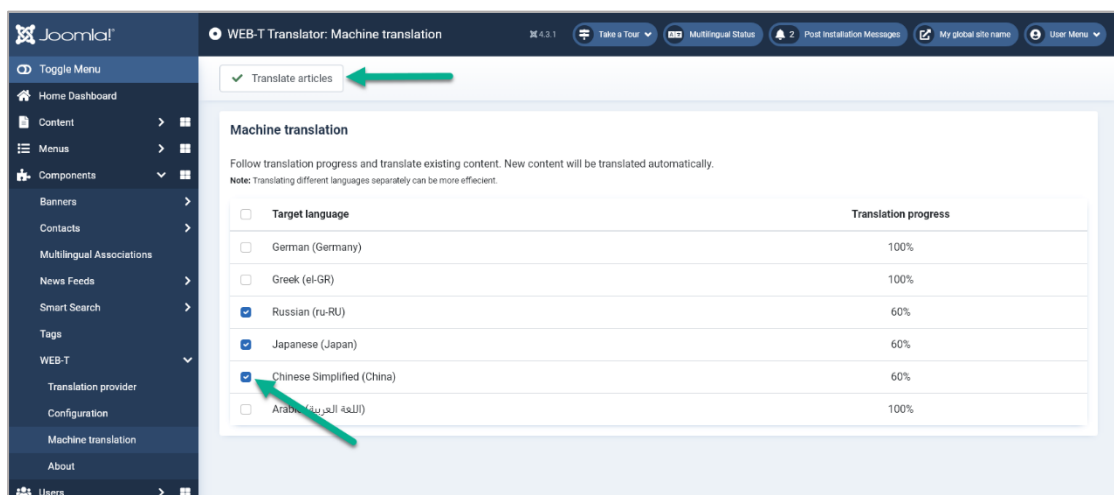 Joomla!
WEB-T Translator: Machine translation
4.3.1
Take a Tour
Multilingual Status
2 Post Installation Messages
My global site name
User Menu
Toggle Menu
Home Dashboard
Content
Menus
Components
Banners
Contacts
Multilingual Associations
News Feeds
Smart Search
Tags
WEB-T
Translation provider
Configuration
Machine translation
About
Users
Translate articles
Machine translation
Follow translation progress and translate existing content. New content will be translated automatically.
Note: Translating different languages separately can be more effiecient.
Target language Translation progress
German (Germany) 100%
Greek (el-GR) 100%
Russian (ru-RU) 60%
Japanese (Japan) 60%
Chinese Simplified (China) 60%
Arabic (اللغة العربية) 100%